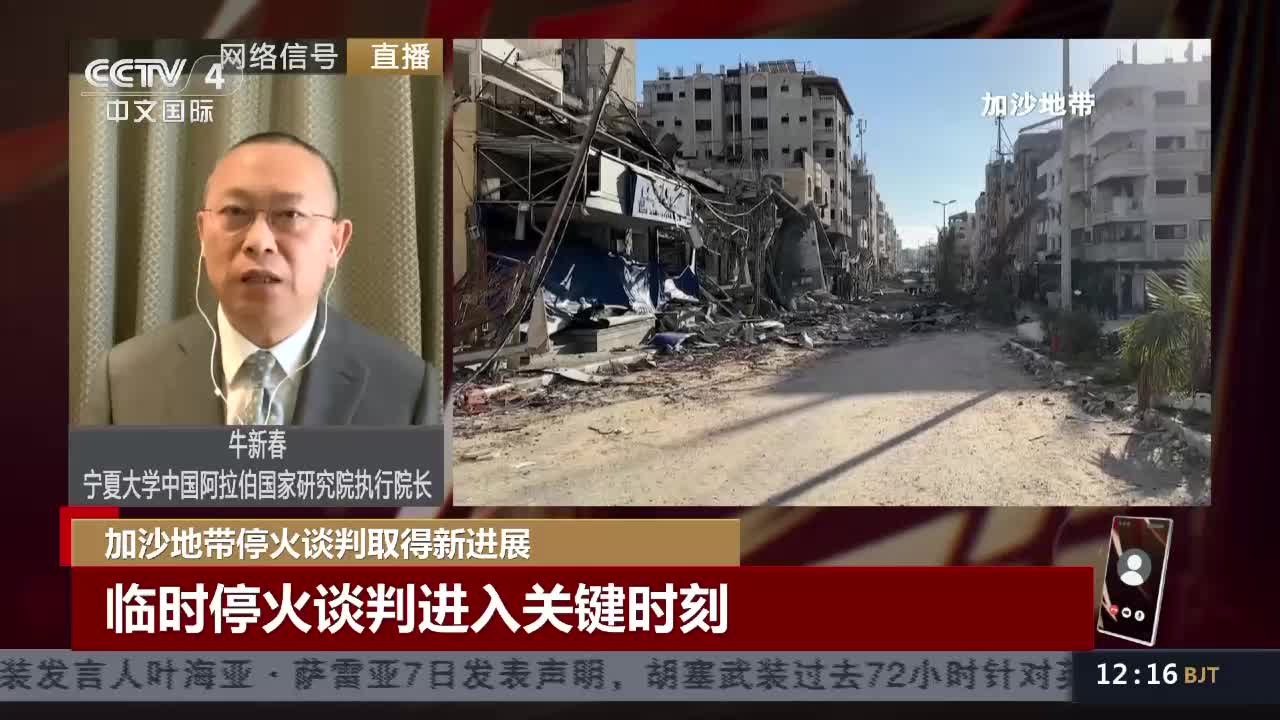 网络信号 直播
CCTV 4
中文国际
加沙地带
牛新春
宁夏大学中国阿拉伯国家研究院执行院长
加沙地带停火谈判取得新进展
临时停火谈判进入关键时刻
装发言人叶海亚·萨雷亚7日发表声明，胡塞武装过去72小时针对
12:16 BJT